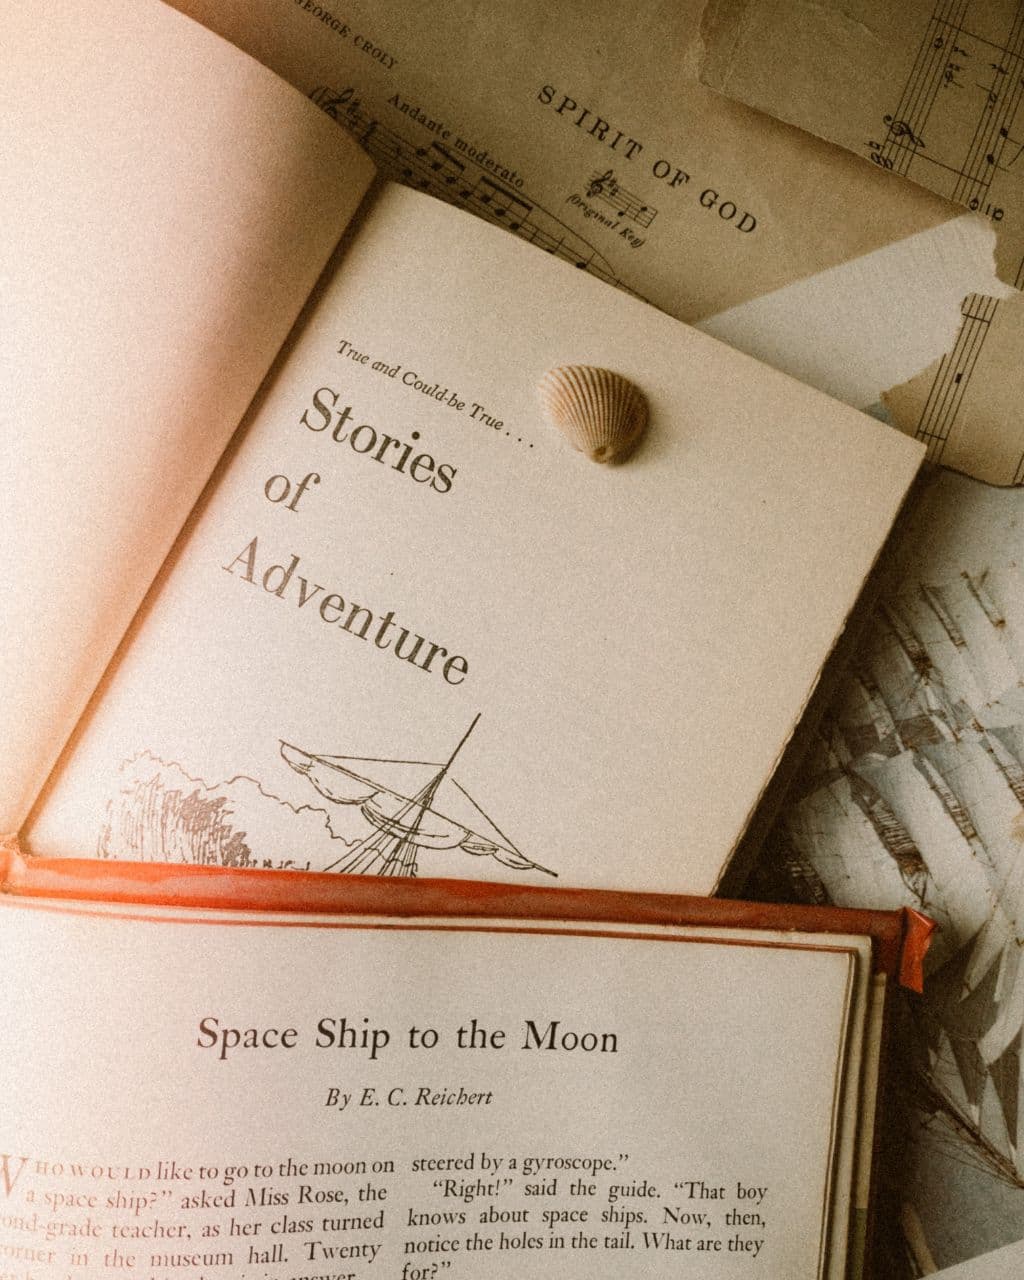 GEORGE CROLY
SPIRIT OF GOD
Andante moderato
(Original Key)
True and Could-be True . . .
Stories
of
Adventure
Space Ship to the Moon
By E. C. Reichert
WHO WOULD like to go to the moon on
a space ship?” asked Miss Rose, the
ond-grade teacher, as her class turned
orner in the museum hall. Twenty
answer.
steered by a gyroscope.”
“Right!” said the guide. “That boy
knows about space ships. Now, then,
notice the holes in the tail. What are they
for?”